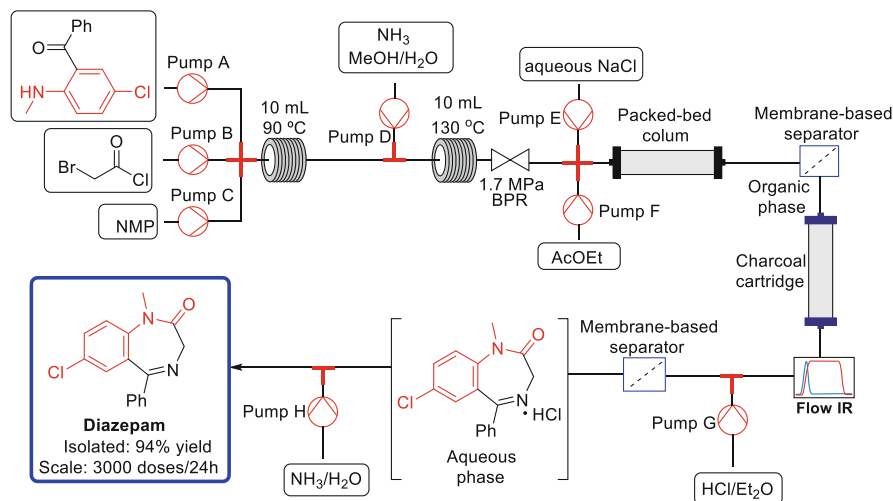 Ph
O
HN
Cl
Pump A
Br
O
Cl
Pump B
NMP
Pump C
10 mL
90 °C
NH3
MeOH/H2O
Pump D
10 mL
130 °C
1.7 MPa
BPR
aqueous NaCl
Pump E
Pump F
AcOEt
Packed-bed
colum
Membrane-based
separator
Organic
phase
Charcoal
cartridge
Flow IR
Pump G
HCl/Et2O
Membrane-based
separator
N
O
Cl
N
• HCl
Ph
Aqueous
phase
Pump H
NH3/H2O
N
O
Cl
N
Ph
Diazepam
Isolated: 94% yield
Scale: 3000 doses/24h